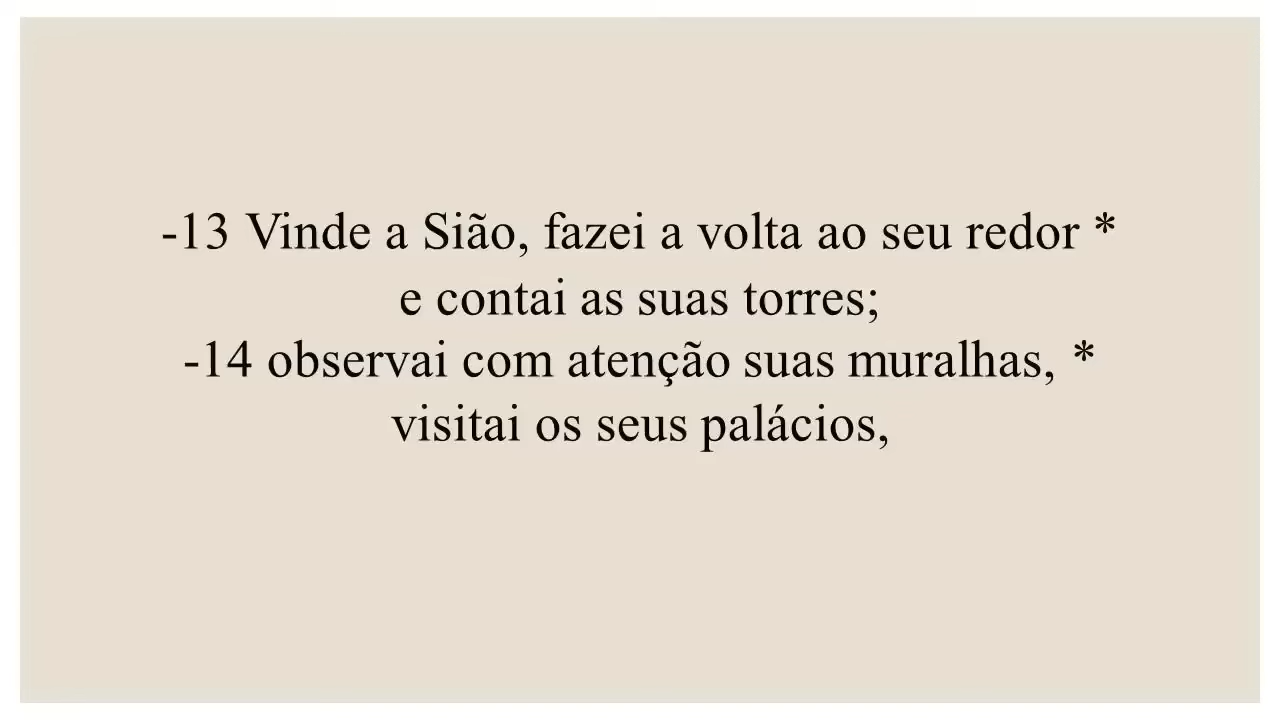 -13 Vinde a Sião, fazei a volta ao seu redor *
e contai as suas torres;
-14 observai com atenção suas muralhas, *
visitai os seus palácios,